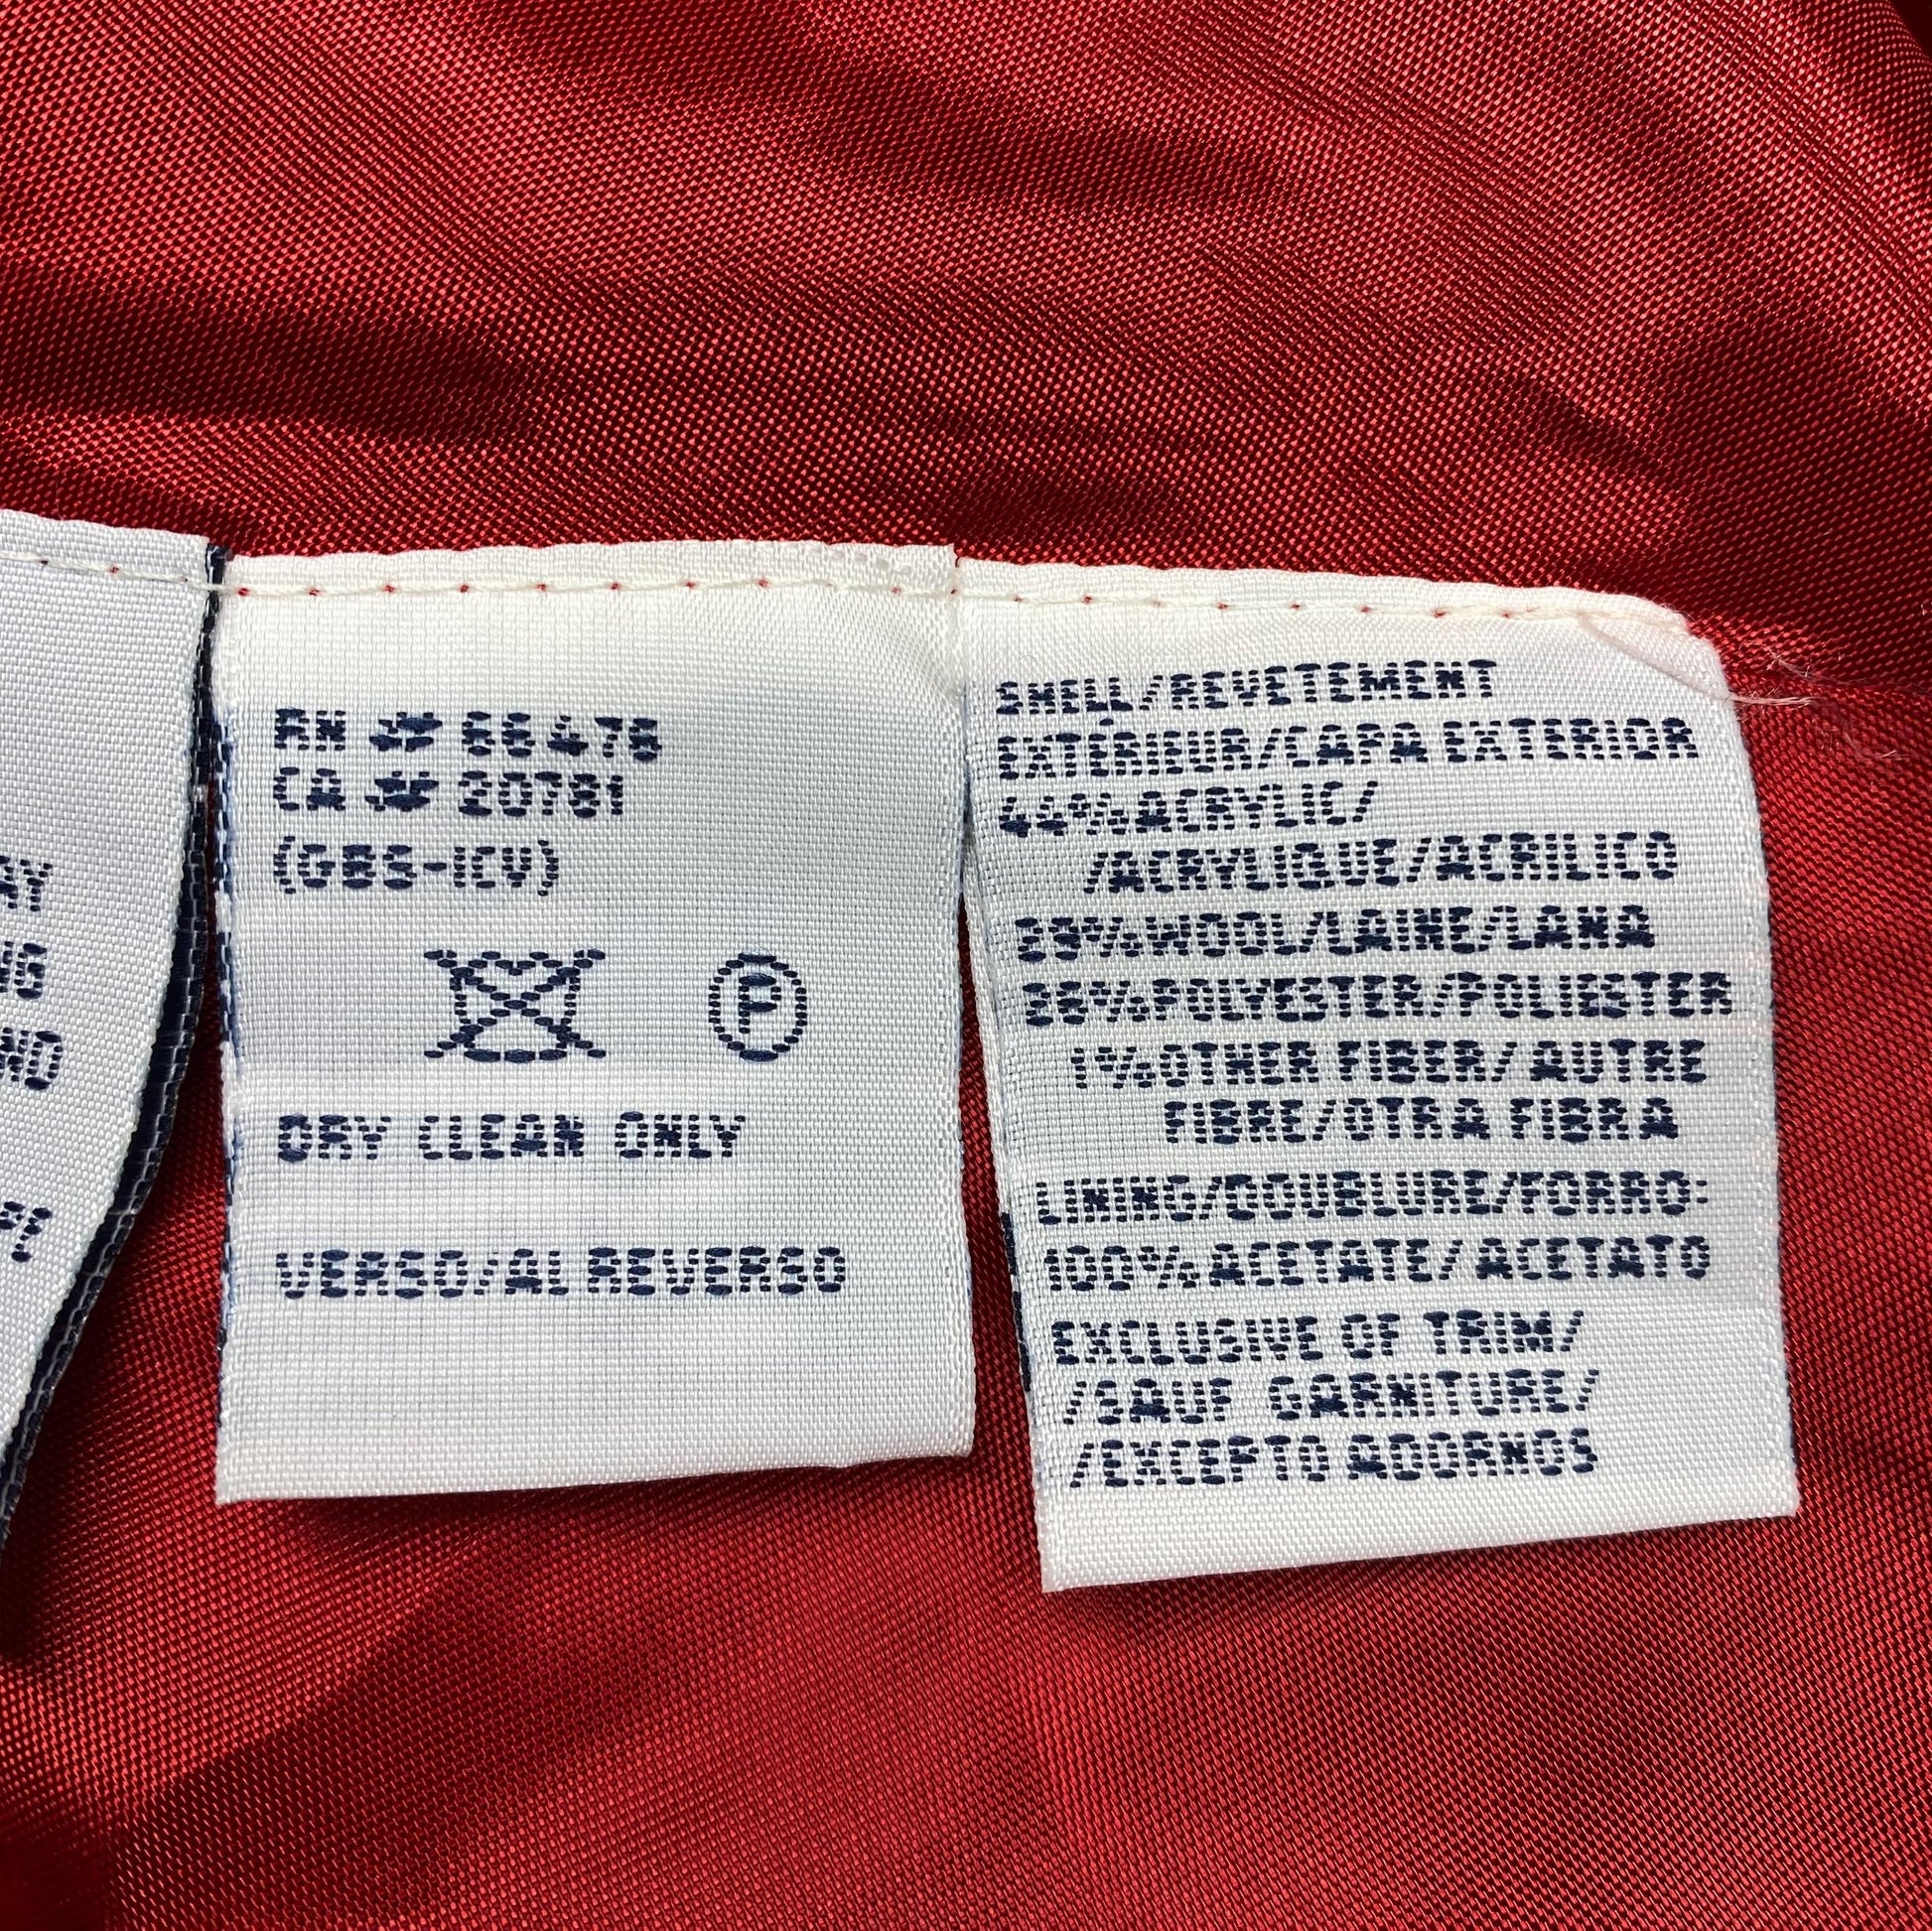 RN # 66476
CA # 20781
(GBS-ICV)
P
DRY CLEAN ONLY
VERSO/AL REVERSO
SHELL/REVETEMENT
EXTÉRIEUR/CAPA EXTERIOR
44% ACRYLIC/
/ACRYLIQUE/ACRILICO
29% WOOL/LAINE/LANA
26% POLYESTER/POLIESTER
1% OTHER FIBER/AUTRE
FIBRE/OTRA FIBRA
LINING/DOUBLURE/FORRO:
100% ACETATE/ACETATO
EXCLUSIVE OF TRIM/
/SAUF GARNITURE/
/EXCEPTO ADORNOS